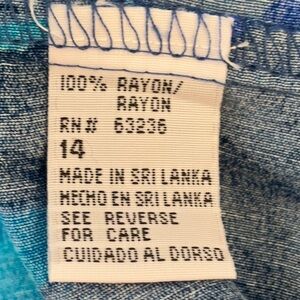 100% RAYON/
RAYON
RN# 63236
14
MADE IN SRI LANKA
HECHO EN SRI LANKA
SEE REVERSE
FOR CARE
CUIDADO AL DORSO